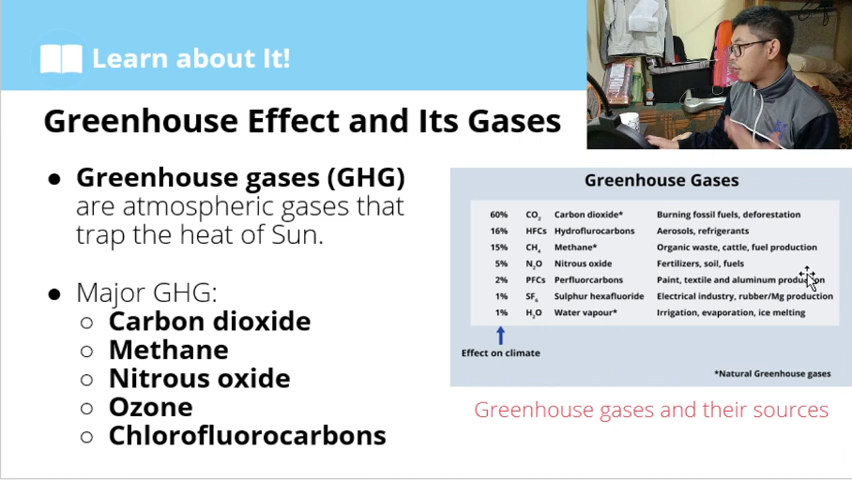 Learn about It!
Greenhouse Effect and Its Gases
● Greenhouse gases (GHG)
are atmospheric gases that
trap the heat of Sun.
● Major GHG:
○ Carbon dioxide
○ Methane
○ Nitrous oxide
○ Ozone
○ Chlorofluorocarbons
Greenhouse Gases
60% CO₂ Carbon dioxide* Burning fossil fuels, deforestation
16% HFCs Hydroflurocarbons Aerosols, refrigerants
15% CH₄ Methane* Organic waste, cattle, fuel production
5% N₂O Nitrous oxide Fertilizers, soil, fuels
2% PFCs Perfluorcarbons Paint, textile and aluminum production
1% SF₆ Sulphur hexafluoride Electrical industry, rubber/Mg production
1% H₂O Water vapour* Irrigation, evaporation, ice melting
Effect on climate
*Natural Greenhouse gases
Greenhouse gases and their sources